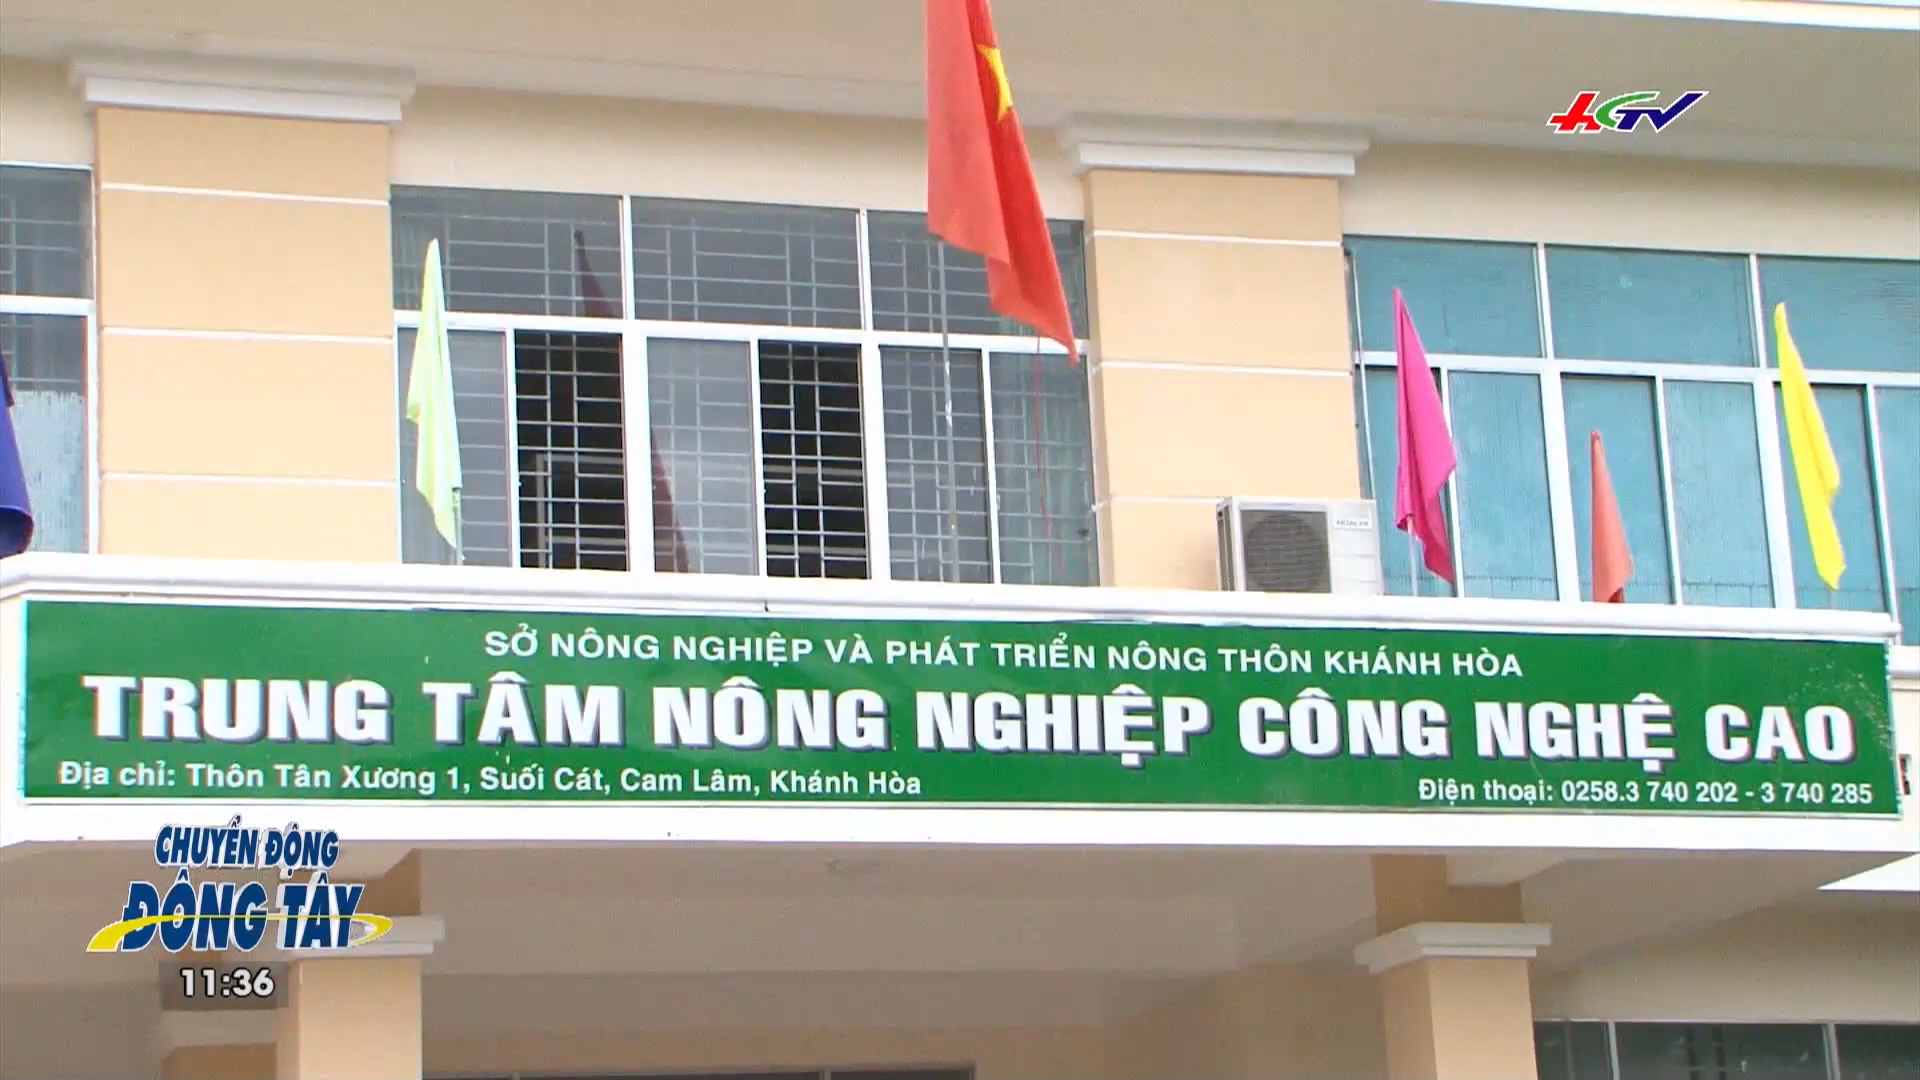 HGTV
SỞ NÔNG NGHIỆP VÀ PHÁT TRIỂN NÔNG THÔN KHÁNH HÒA
TRUNG TÂM NÔNG NGHIỆP CÔNG NGHỆ CAO
Địa chỉ: Thôn Tân Xương 1, Suối Cát, Cam Lâm, Khánh Hòa
Điện thoại: 0258.3 740 202 - 3 740 285
CHUYỂN ĐỘNG
ĐÔNG TÂY
11:36